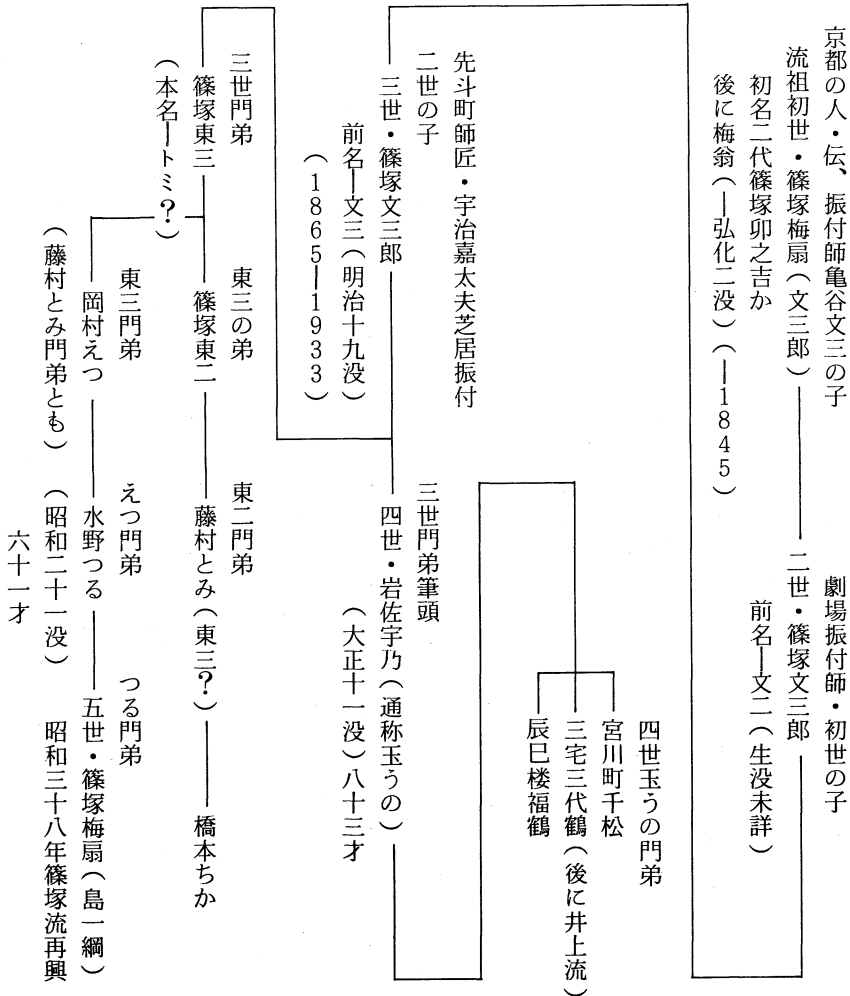 京都の人・伝、振付師亀谷文三の子
流祖初世・篠塚梅扇(文三郎)
初名二代篠塚卯之吉か
後に梅翁(―弘化二没)(―1845)
劇場振付師・初世の子
二世・篠塚文三郎
前名―文二(生没未詳)
先斗町師匠・宇治嘉太夫芝居振付
二世の子
三世・篠塚文三郎
前名―文三(明治十九没)
(1865―1933)
三世門弟筆頭
四世・岩佐宇乃(通称玉うの)
(大正十一没)八十三才
四世玉うの門弟
宮川町千松
三宅三代鶴(後に井上流)
辰巳楼福鶴
三世門弟
篠塚東三
(本名―トミ?)
東三の弟
篠塚東二
東二門弟
藤村とみ(東三?)
橋本ちか
東三門弟
岡村えつ
(藤村とみ門弟とも)
えつ門弟
水野つる
(昭和二十一没)
六十一才
つる門弟
五世・篠塚梅扇(島一綱)
昭和三十八年篠塚流再興